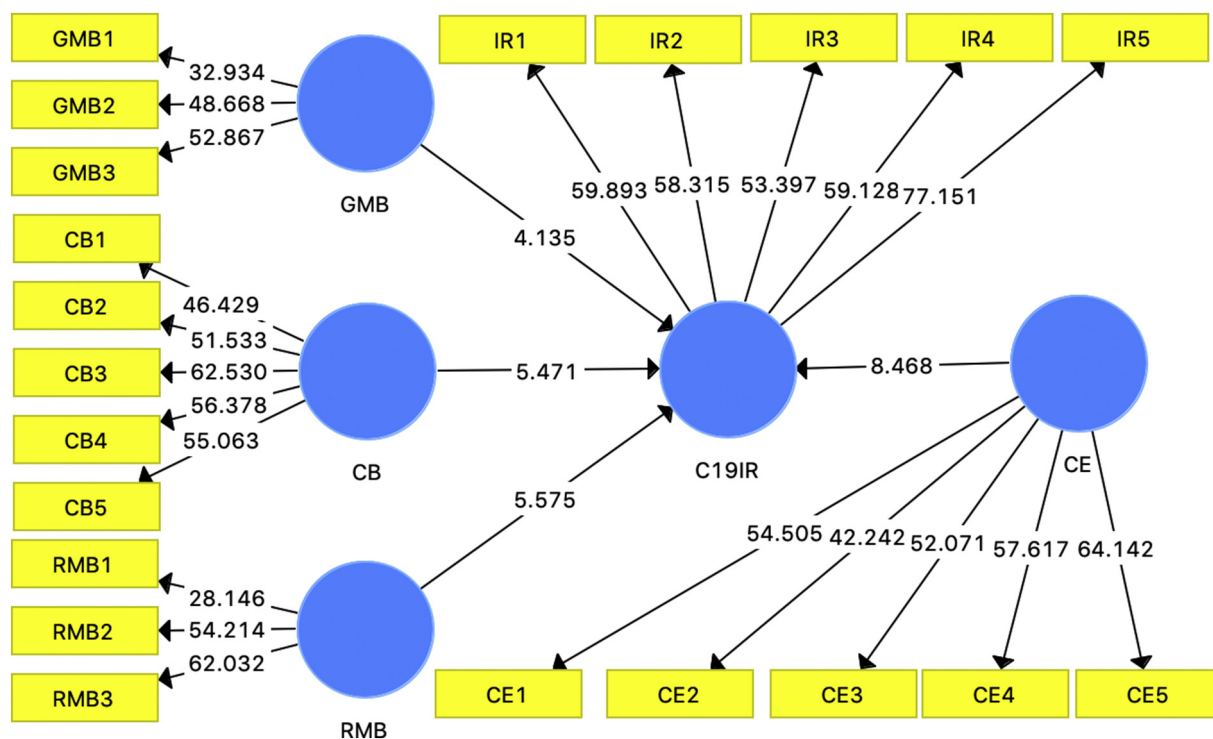 GMB1
GMB2
GMB3
32.934
48.668
52.867
GMB
IR1
IR2
IR3
IR4
IR5
59.893
58.315
53.397
59.128
77.151
4.135
CB1
CB2
CB3
CB4
CB5
46.429
51.533
62.530
56.378
55.063
CB
5.471
C19IR
8.468
CE
5.575
RMB1
RMB2
RMB3
28.146
54.214
62.032
RMB
54.505
42.242
52.071
57.617
64.142
CE1
CE2
CE3
CE4
CE5